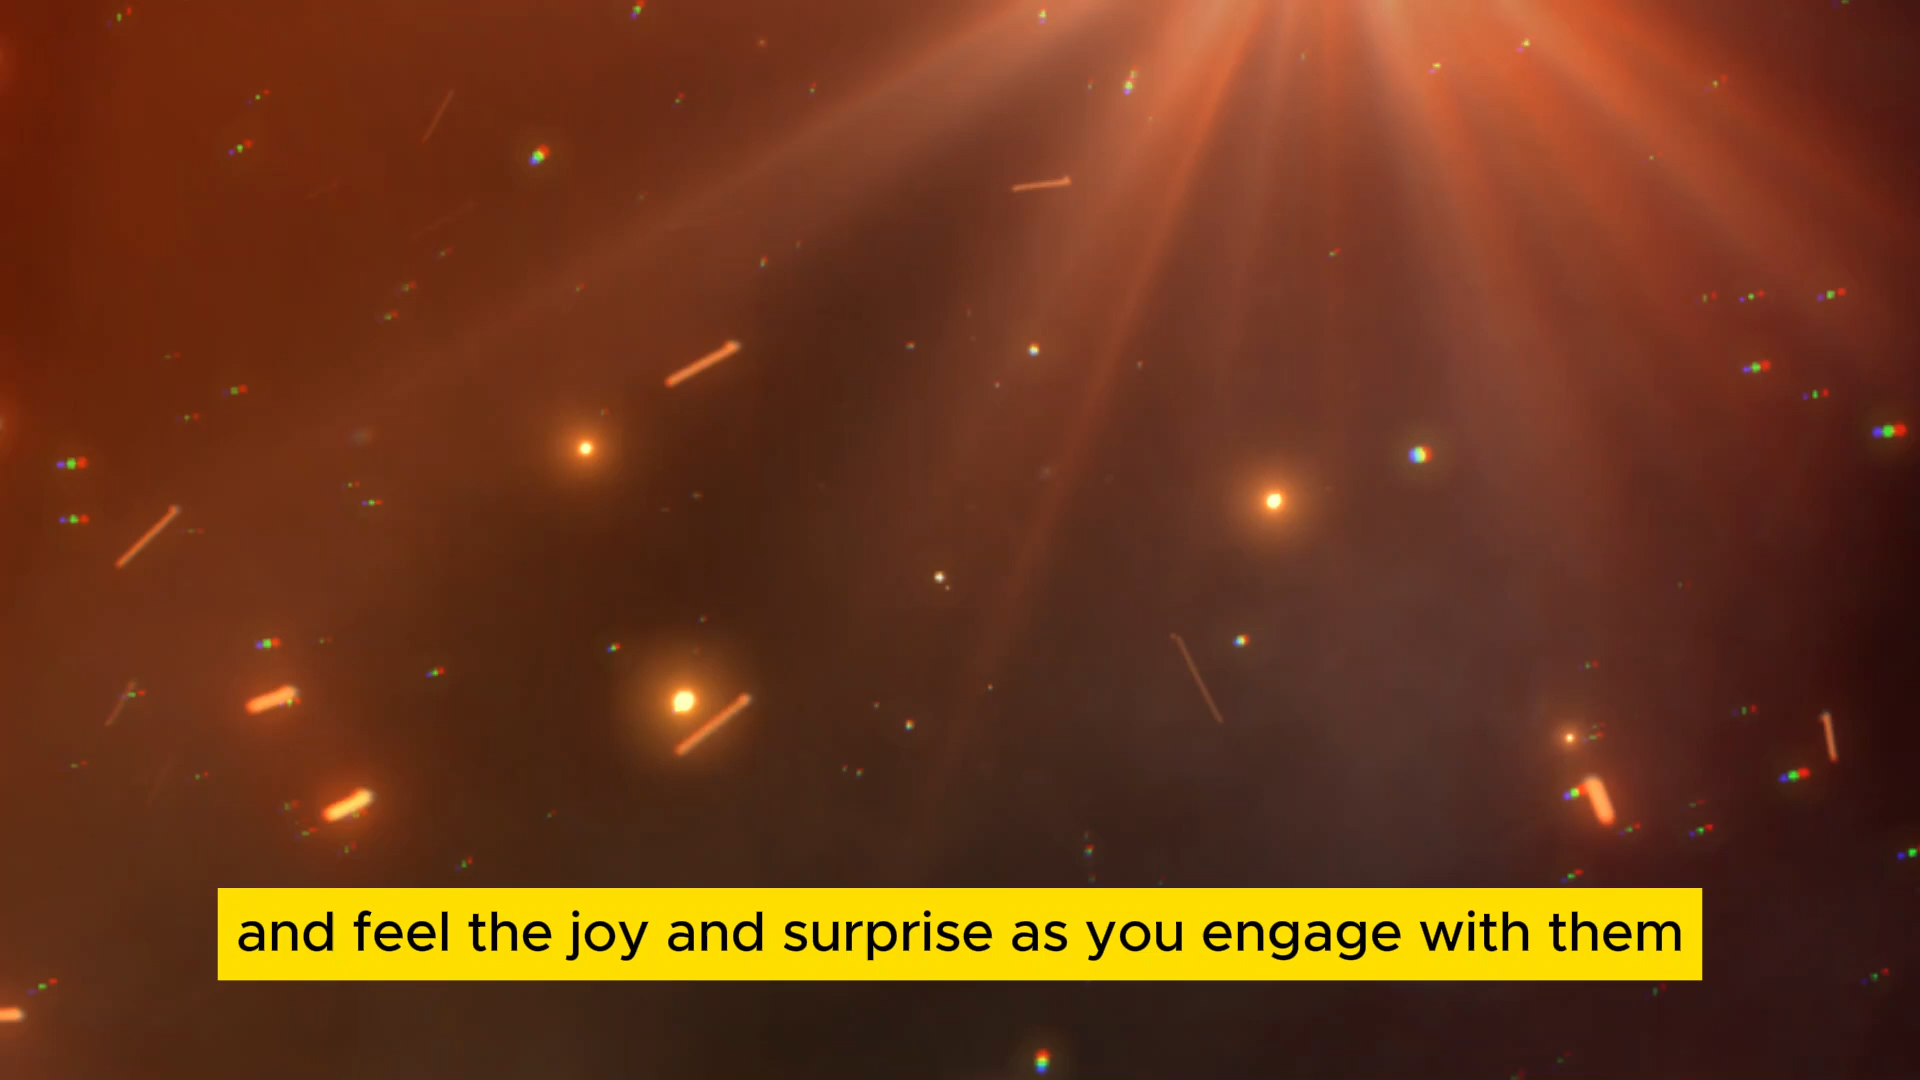 and feel the joy and surprise as you engage with them